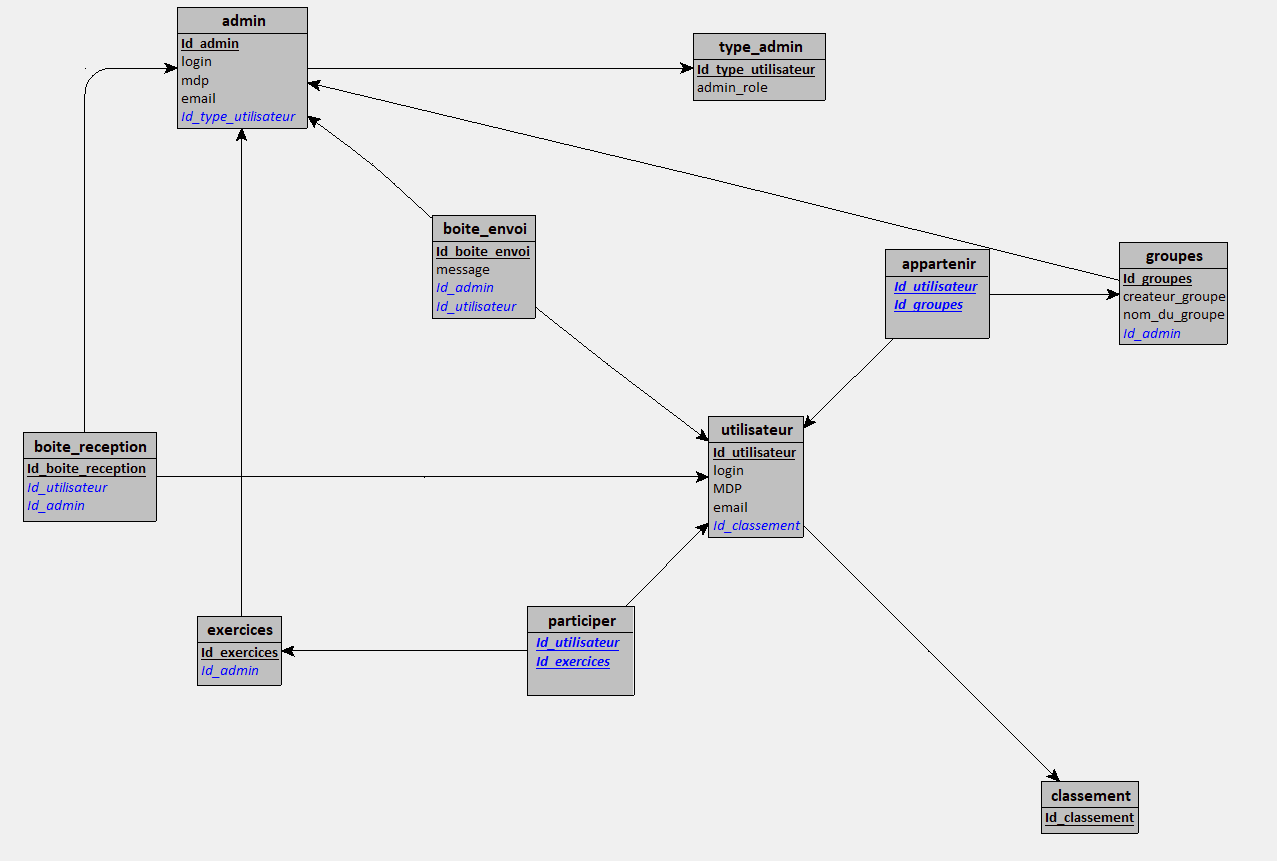 admin
Id_admin
login
mdp
email
Id_type_utilisateur
type_admin
Id_type_utilisateur
admin_role
boite_envoi
Id_boite_envoi
message
Id_admin
Id_utilisateur
appartenir
Id_utilisateur
Id_groupes
groupes
Id_groupes
createur_groupe
nom_du_groupe
Id_admin
boite_reception
Id_boite_reception
Id_utilisateur
Id_admin
utilisateur
Id_utilisateur
login
MDP
email
Id_classement
exercices
Id_exercices
Id_admin
participer
Id_utilisateur
Id_exercices
classement
Id_classement